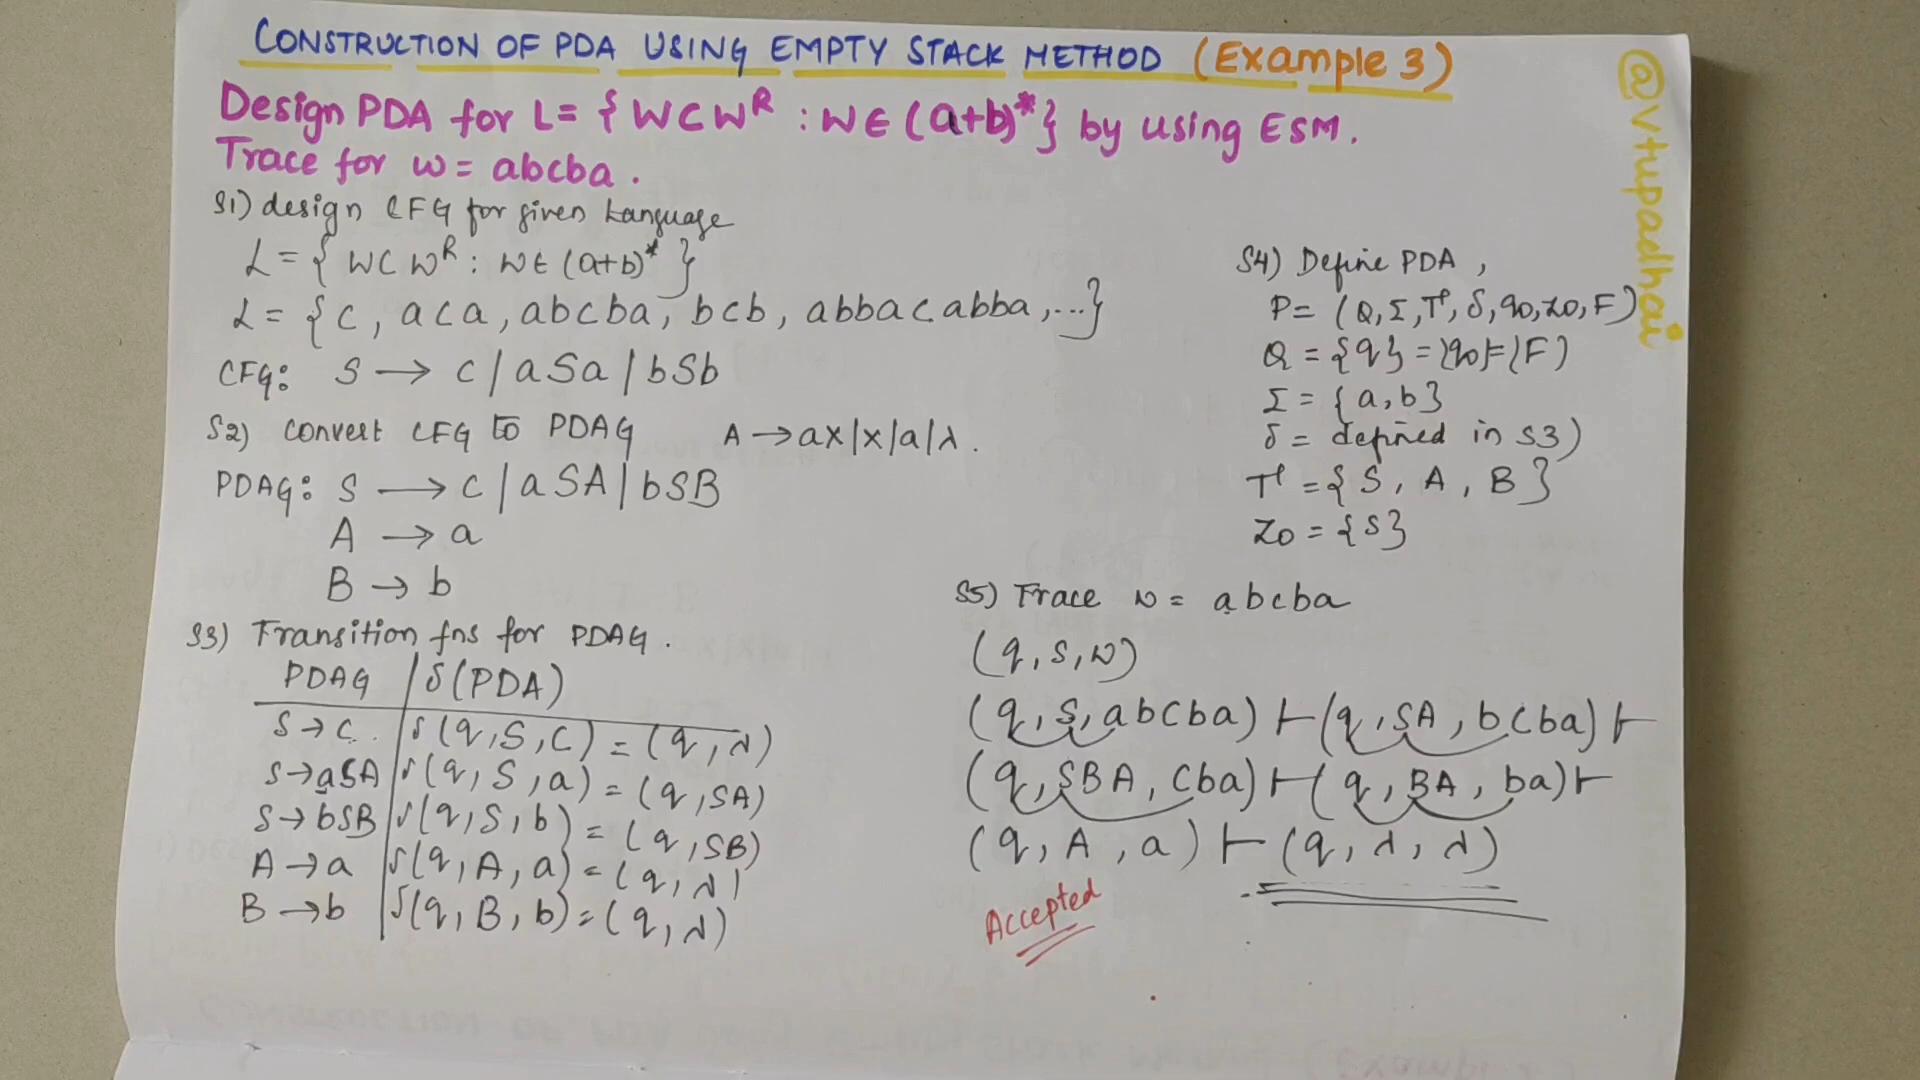 CONSTRUCTION OF PDA USING EMPTY STACK METHOD (Example 3)
Design PDA for L= {WCW^R : WE (a+b)*} by using ESM.
Trace for w = abcba.
S1) design CFG for given Language
L = { WCW^R : WE (a+b)* }
L = {C, aca, abcba, bcb, abbacabba,...}
CFG: S → C | aSa | bSb
S2) convert CFG to PDAG A → ax|x|a|λ.
PDAG: S → C | aSA | bSB
A → a
B → b
S3) Transition fns for PDAG.
PDAG | δ(PDA)
S → C. | δ(q, S, C) = (q, λ)
S → aSA | δ(q, S, a) = (q, SA)
S → bSB | δ(q, S, b) = (q, SB)
A → a | δ(q, A, a) = (q, λ)
B → b | δ(q, B, b) = (q, λ)
S4) Define PDA,
P = (Q, Σ, Γ, δ, q0, z0, F)
Q = {q} = {q0} = {F}
Σ = {a, b}
δ = defined in S3)
Γ = {S, A, B}
Z0 = {S}
S5) Trace w = abcba
(q, S, w)
(q, S, abcba) ⊢ (q, SA, bcba) ⊢
(q, SBA, cba) ⊢ (q, BA, ba) ⊢
(q, A, a) ⊢ (q, λ, λ)
Accepted
@vtupadhai